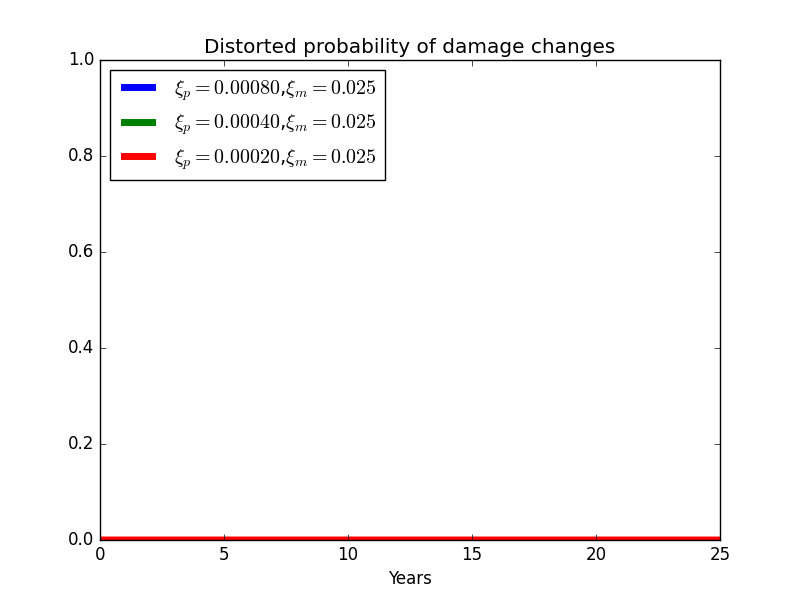 Distorted probability of damage changes
1.0
ξₚ = 0.00080,ξₘ = 0.025
ξₚ = 0.00040,ξₘ = 0.025
ξₚ = 0.00020,ξₘ = 0.025
0.8
0.6
0.4
0.2
0.0
0 5 10 15 20 25
Years